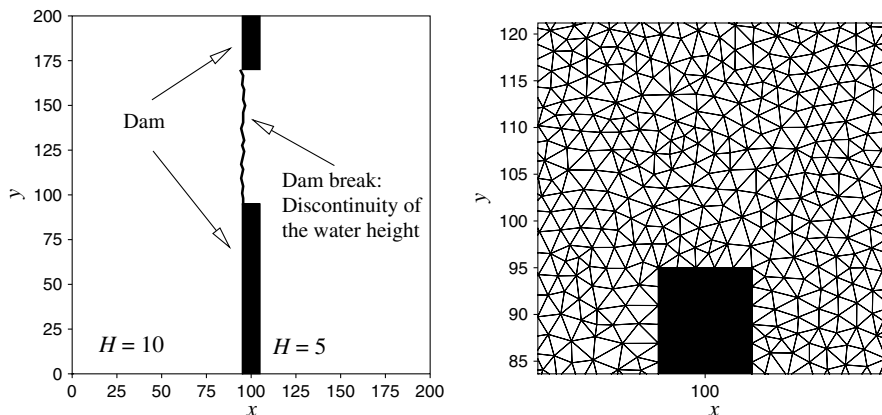 200
175
150
125
100
75
50
25
0
y
Dam
Dam break:
Discontinuity of
the water height
H = 10
H = 5
0 25 50 75 100 125 150 175 200
x
120
115
110
105
100
95
90
85
y
100
x